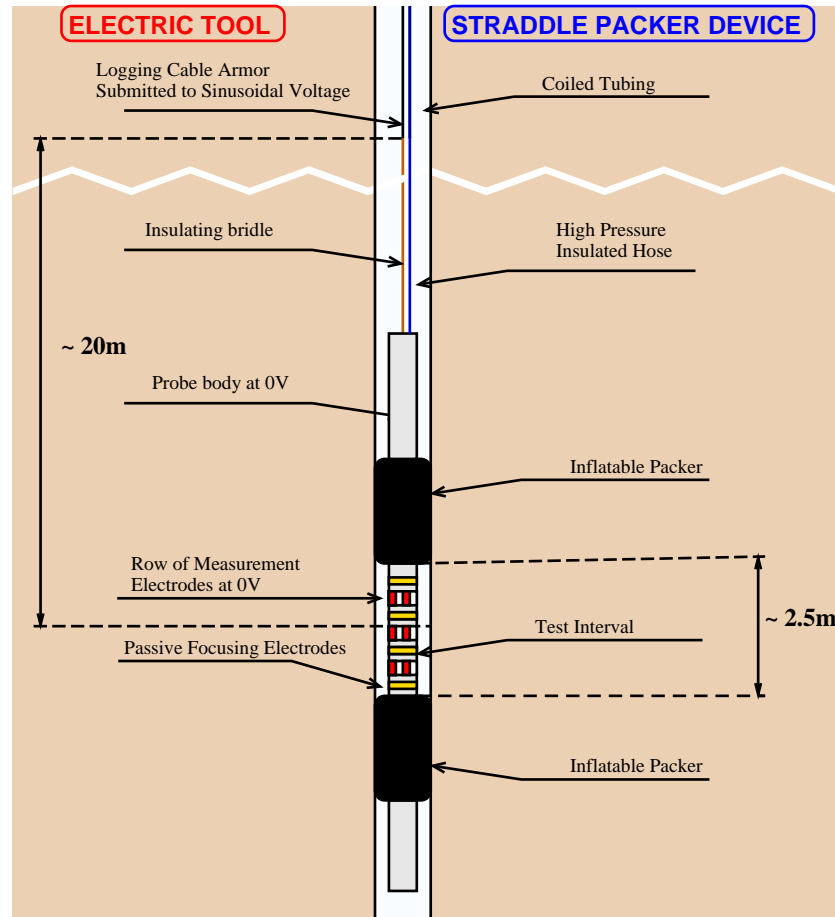 ELECTRIC TOOL
STRADDLE PACKER DEVICE
Logging Cable Armor
Submitted to Sinusoidal Voltage
Coiled Tubing
Insulating bridle
High Pressure
Insulated Hose
~ 20m
Probe body at 0V
Inflatable Packer
Row of Measurement
Electrodes at 0V
~ 2.5m
Test Interval
Passive Focusing Electrodes
Inflatable Packer